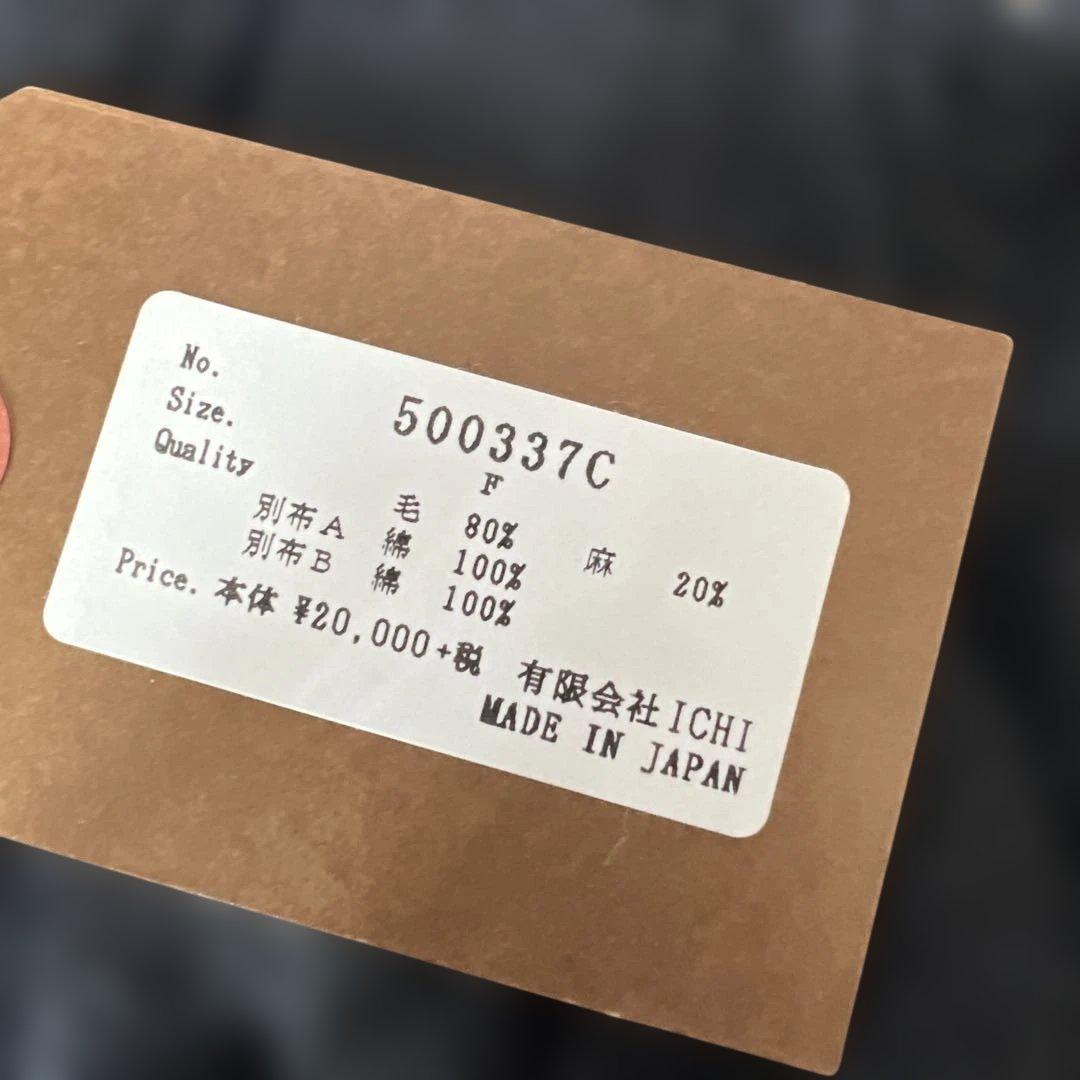 No. 500337C
Size. F
Quality 毛 80% 麻 20%
別布A 綿 100%
別布B 綿 100%
Price. 本体 ¥20,000+税
有限会社ICHI
MADE IN JAPAN